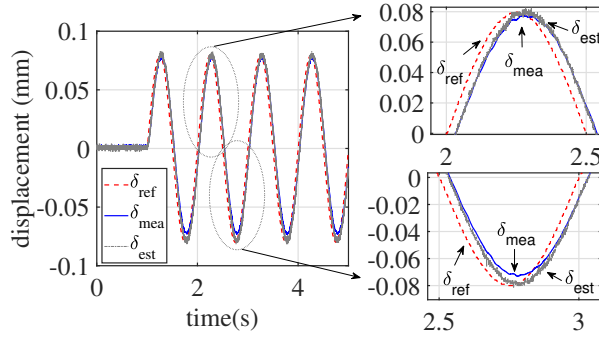 displacement (mm)
0.1
0.05
0
-0.05
-0.1
δref
δmea
δest
0
2
4
time(s)
0.08
0.06
0.04
0.02
0
δref
δmea
δest
2
2.5
0
-0.02
-0.04
-0.06
-0.08
δref
δmea
δest
2.5
3